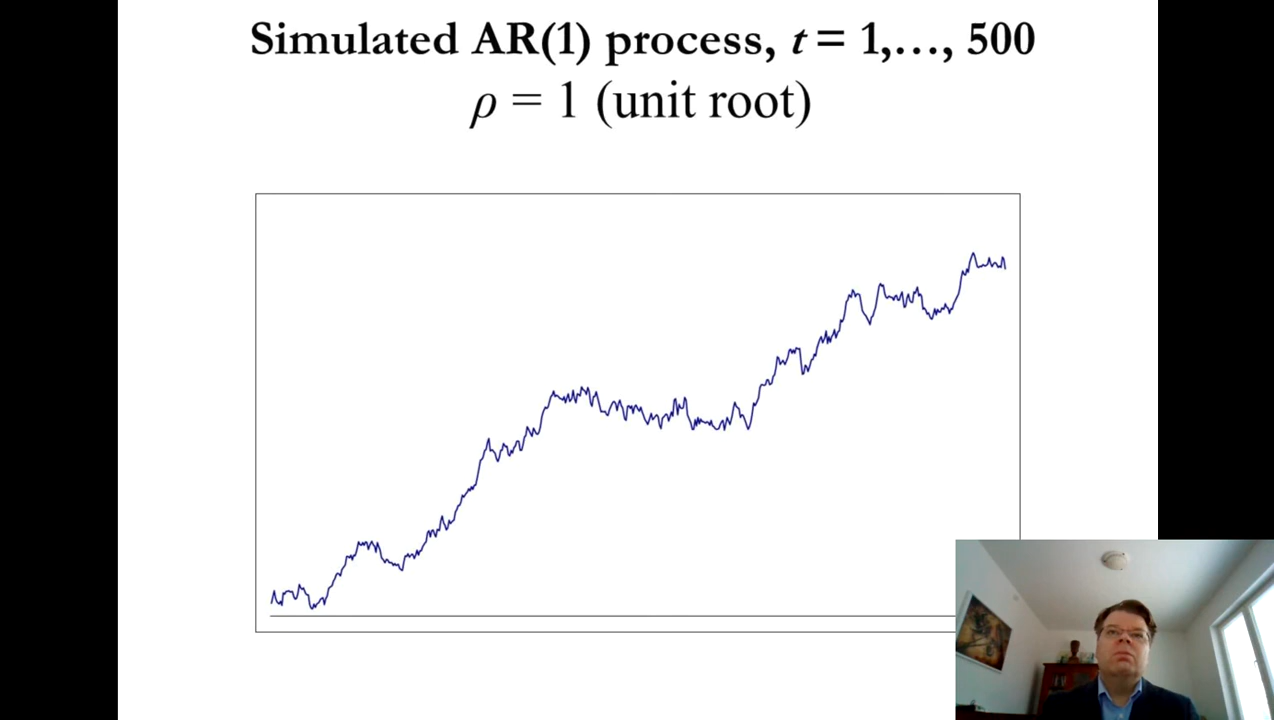 Simulated AR(1) process, t = 1,…, 500
ρ = 1 (unit root)